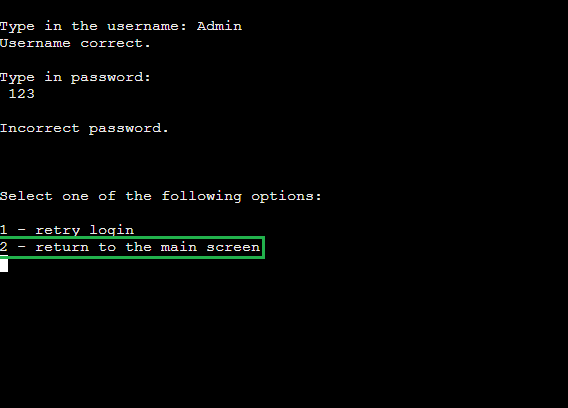 Type in the username: Admin
Username correct.
Type in password:
123
Incorrect password.
Select one of the following options:
1 - retry login
2 - return to the main screen